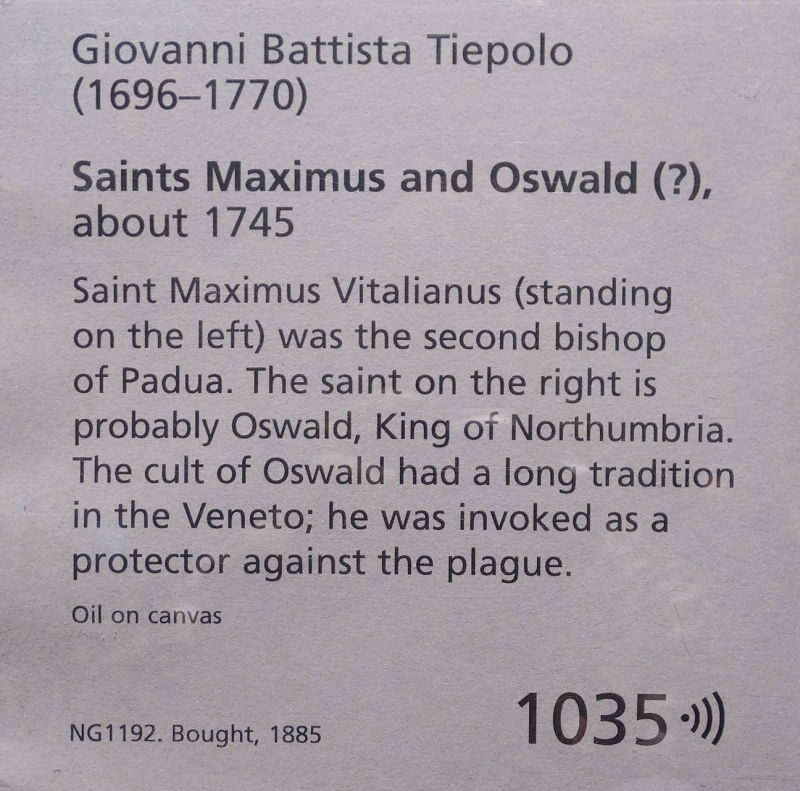 Giovanni Battista Tiepolo
(1696–1770)
Saints Maximus and Oswald (?),
about 1745
Saint Maximus Vitalianus (standing
on the left) was the second bishop
of Padua. The saint on the right is
probably Oswald, King of Northumbria.
The cult of Oswald had a long tradition
in the Veneto; he was invoked as a
protector against the plague.
Oil on canvas
NG1192. Bought, 1885
1035